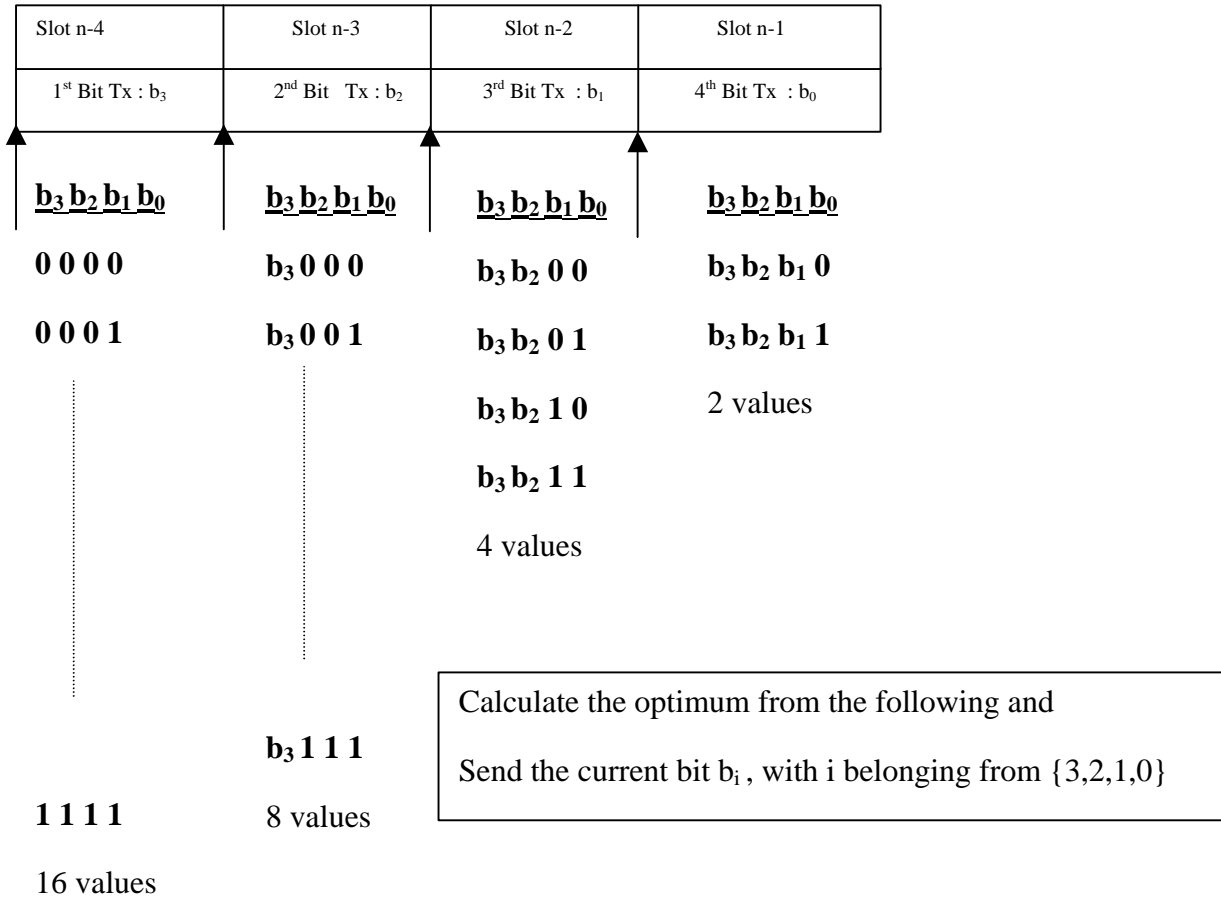 Slot n-4 Slot n-3 Slot n-2 Slot n-1
1st Bit Tx : b3 2nd Bit Tx : b2 3rd Bit Tx : b1 4th Bit Tx : b0
b3 b2 b1 b0 b3 b2 b1 b0 b3 b2 b1 b0 b3 b2 b1 b0
0 0 0 0 b3 0 0 0 b3 b2 0 0 b3 b2 b1 0
0 0 0 1 b3 0 0 1 b3 b2 0 1 b3 b2 b1 1
b3 b2 1 0 2 values
b3 b2 1 1
4 values
Calculate the optimum from the following and
Send the current bit bi , with i belonging from {3,2,1,0}
b3 1 1 1
1 1 1 1 8 values
16 values